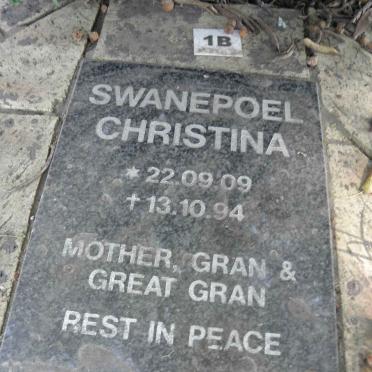 1B
SWANEPOEL
CHRISTINA
* 22.09.09
† 13.10.94
MOTHER, GRAN &
GREAT GRAN
REST IN PEACE